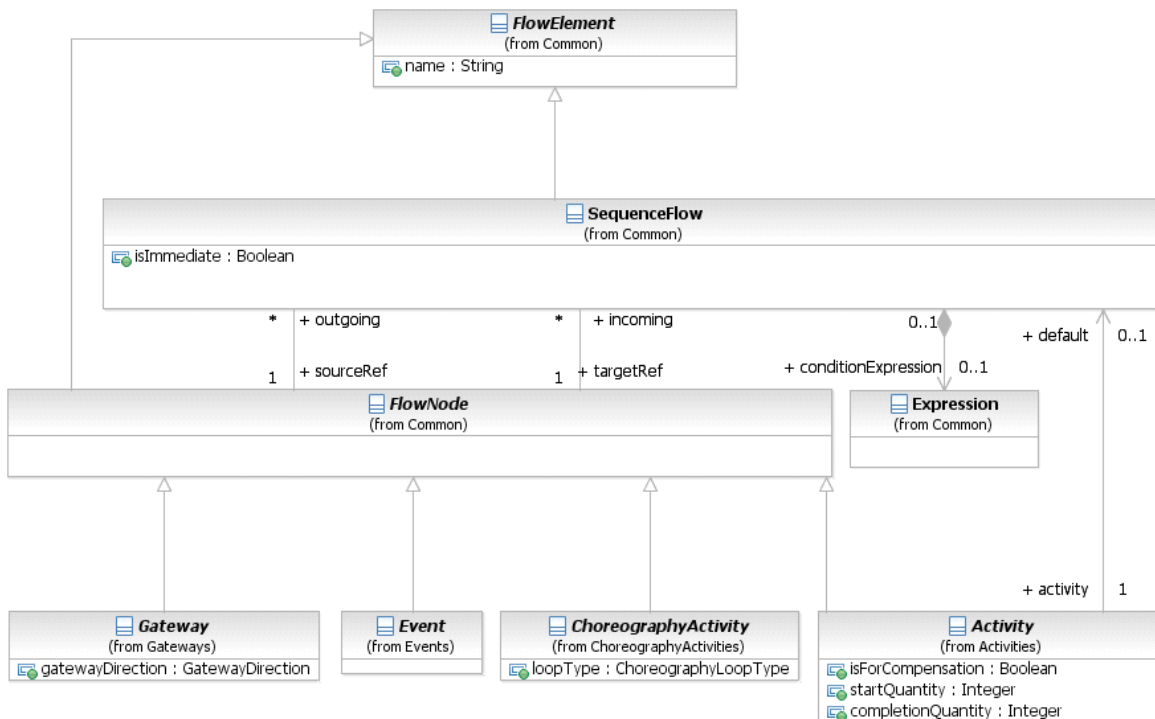 FlowElement
(from Common)
name : String
SequenceFlow
(from Common)
isImmediate : Boolean
* + outgoing
* + incoming
0..1
+ default 0..1
1 + sourceRef
1 + targetRef
+ conditionExpression 0..1
FlowNode
(from Common)
Expression
(from Common)
+ activity 1
Gateway
(from Gateways)
gatewayDirection : GatewayDirection
Event
(from Events)
ChoreographyActivity
(from ChoreographyActivities)
loopType : ChoreographyLoopType
Activity
(from Activities)
isForCompensation : Boolean
startQuantity : Integer
completionQuantity : Integer